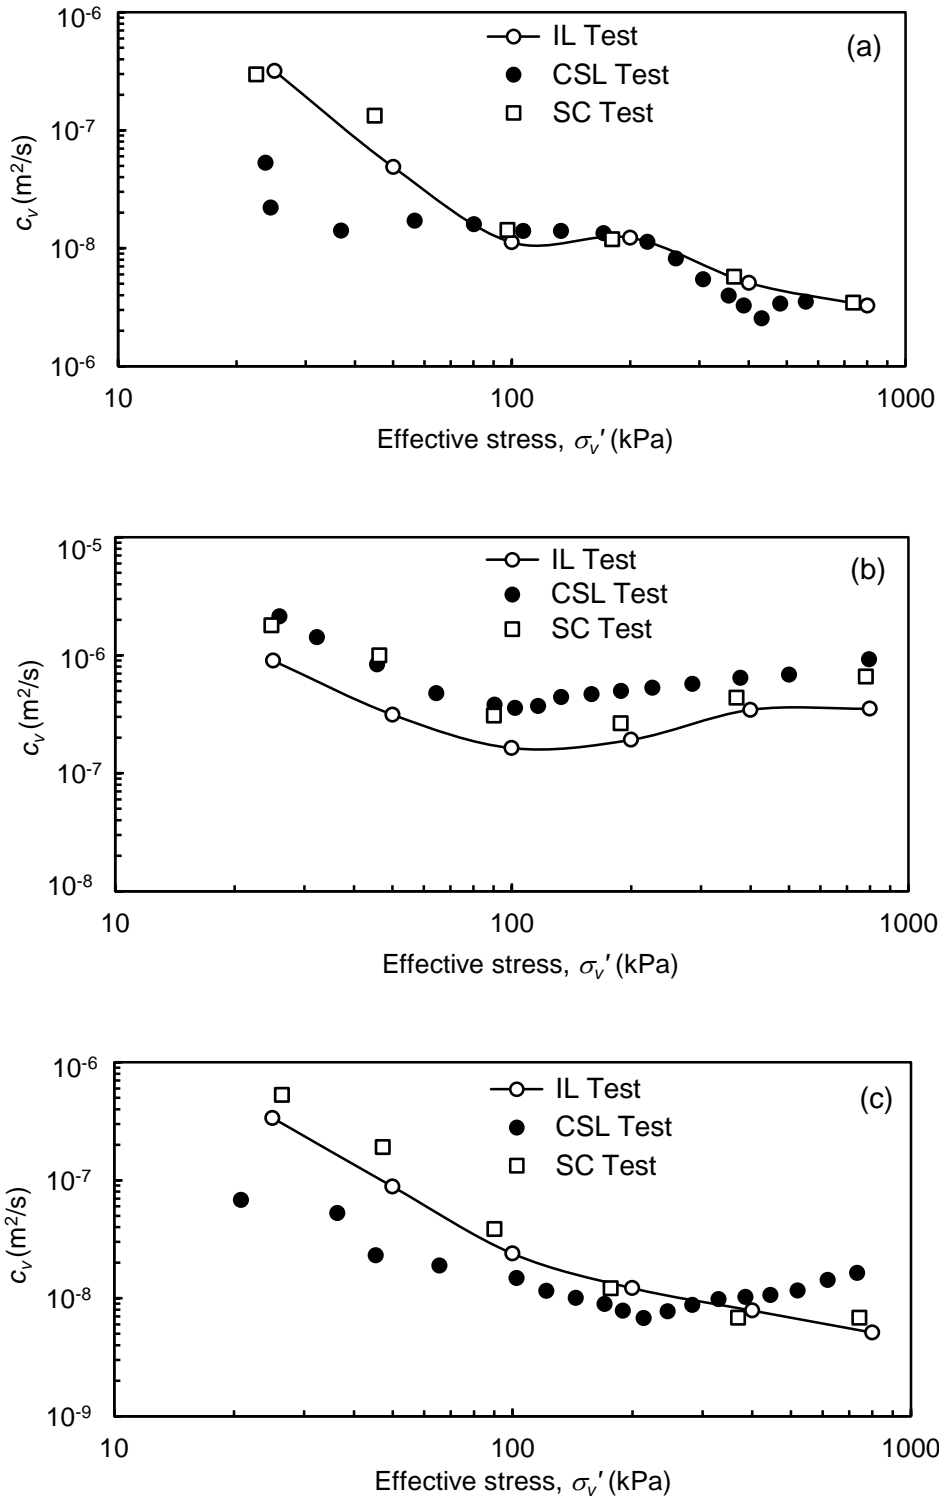 10⁻⁶
IL Test
(a)
CSL Test
SC Test
10⁻⁷
cᵥ (m²/s)
10⁻⁸
10⁻⁶
10 100 1000
Effective stress, σᵥ' (kPa)
10⁻⁵
IL Test
(b)
CSL Test
SC Test
10⁻⁶
cᵥ (m²/s)
10⁻⁷
10⁻⁸
10 100 1000
Effective stress, σᵥ' (kPa)
10⁻⁶
IL Test
(c)
CSL Test
SC Test
10⁻⁷
cᵥ (m²/s)
10⁻⁸
10⁻⁹
10 100 1000
Effective stress, σᵥ' (kPa)